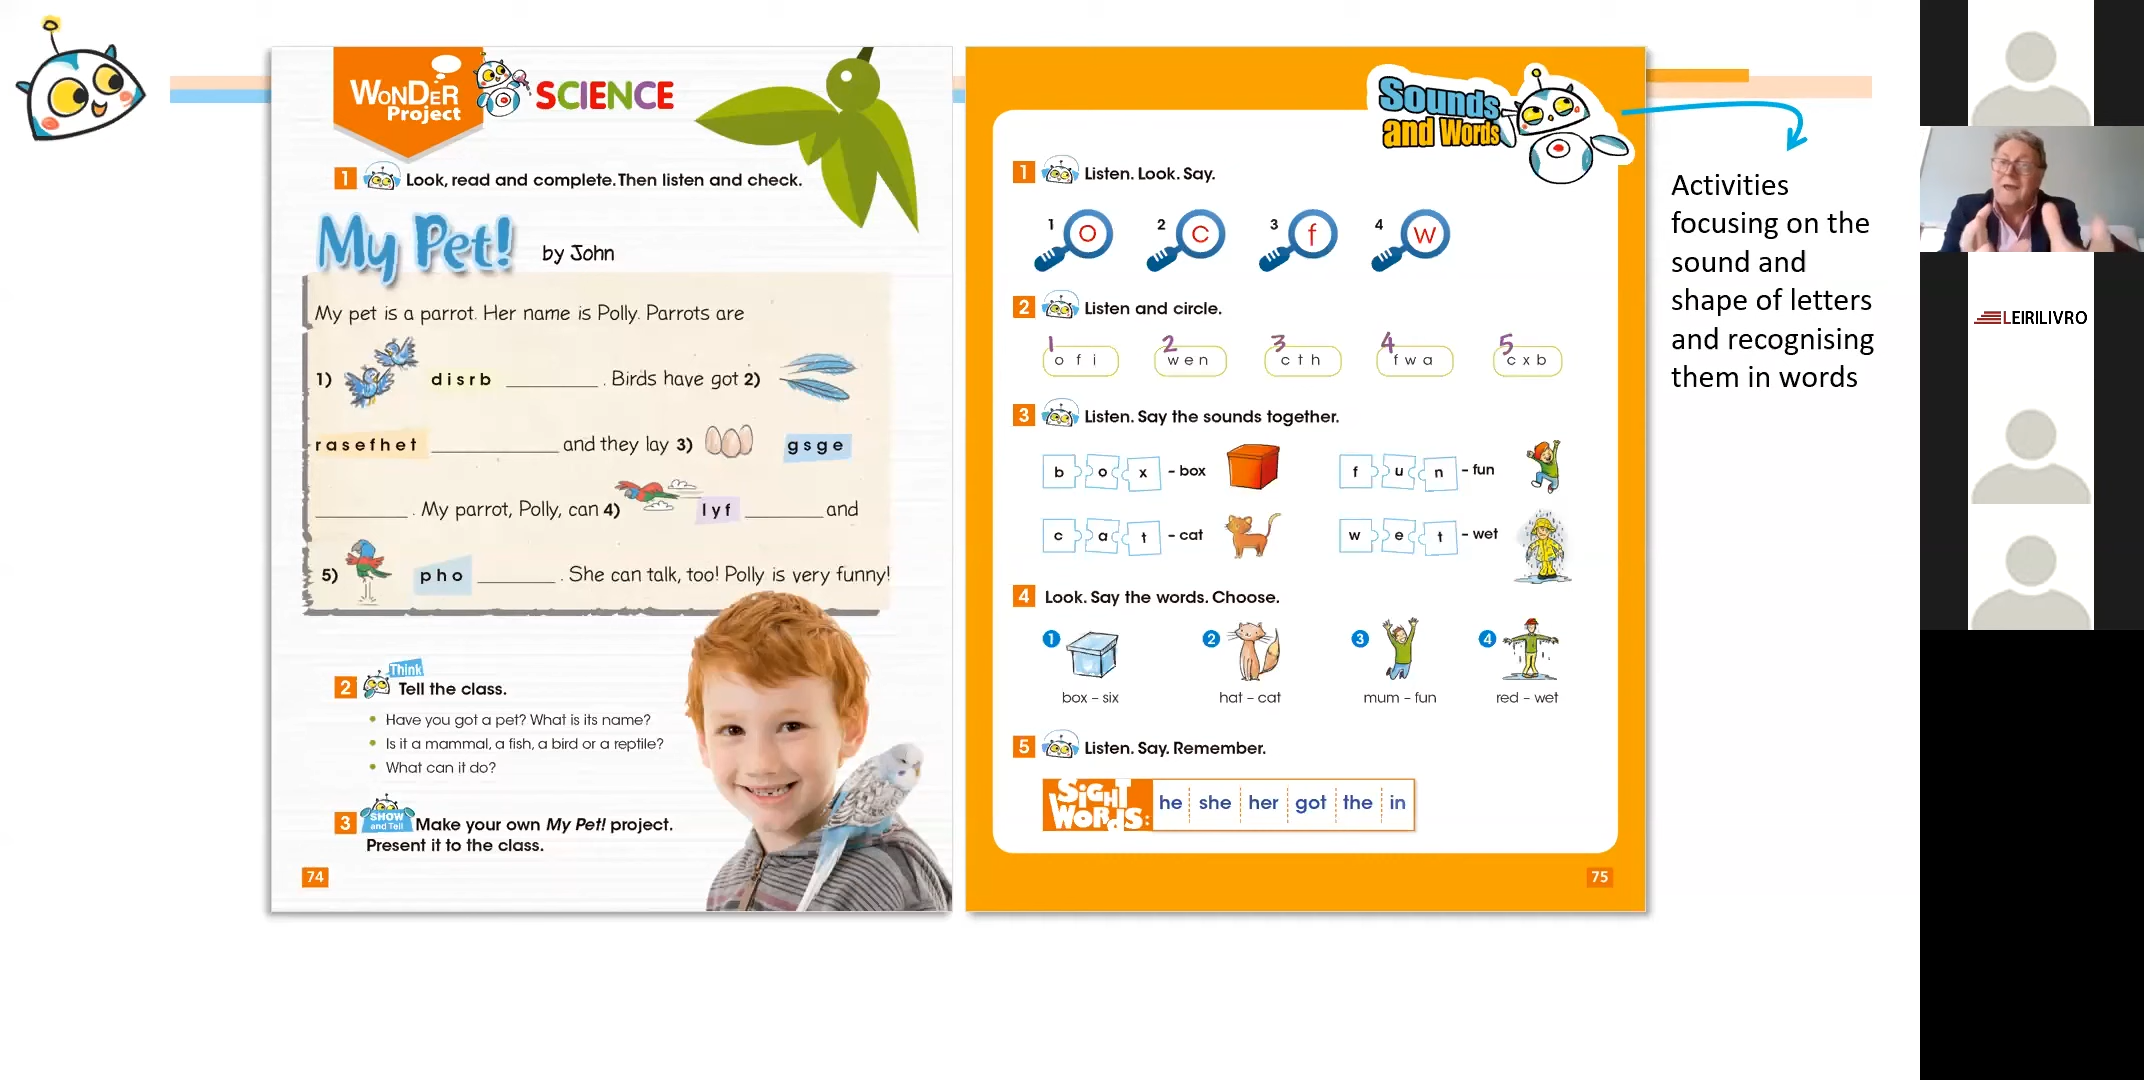 WONDER
Project
SCIENCE
1 Look, read and complete. Then listen and check.
My Pet! by John
My pet is a parrot. Her name is Polly. Parrots are
1) disrb ________ . Birds have got 2)
rasefhet ________ and they lay 3) gsge
________ . My parrot, Polly, can 4) lyf ________ and
5) pho ________ . She can talk, too! Polly is very funny!
Think
2 Tell the class.
• Have you got a pet? What is its name?
• Is it a mammal, a fish, a bird or a reptile?
• What can it do?
SHOW
and Tell
3 Make your own My Pet! project.
Present it to the class.
74
Sounds
and Words
1 Listen. Look. Say.
1 o 2 c 3 f 4 w
2 Listen and circle.
1 2 3 4 5
o f i w e n c t h f w a c x b
3 Listen. Say the sounds together.
b o x – box f u n – fun
c a t – cat w e t – wet
4 Look. Say the words. Choose.
1 2 3 4
box – six hat – cat mum – fun red – wet
5 Listen. Say. Remember.
SIGHT
WORDS: he she her got the in
75
Activities
focusing on the
sound and
shape of letters
and recognising
them in words
LEIRILIVRO